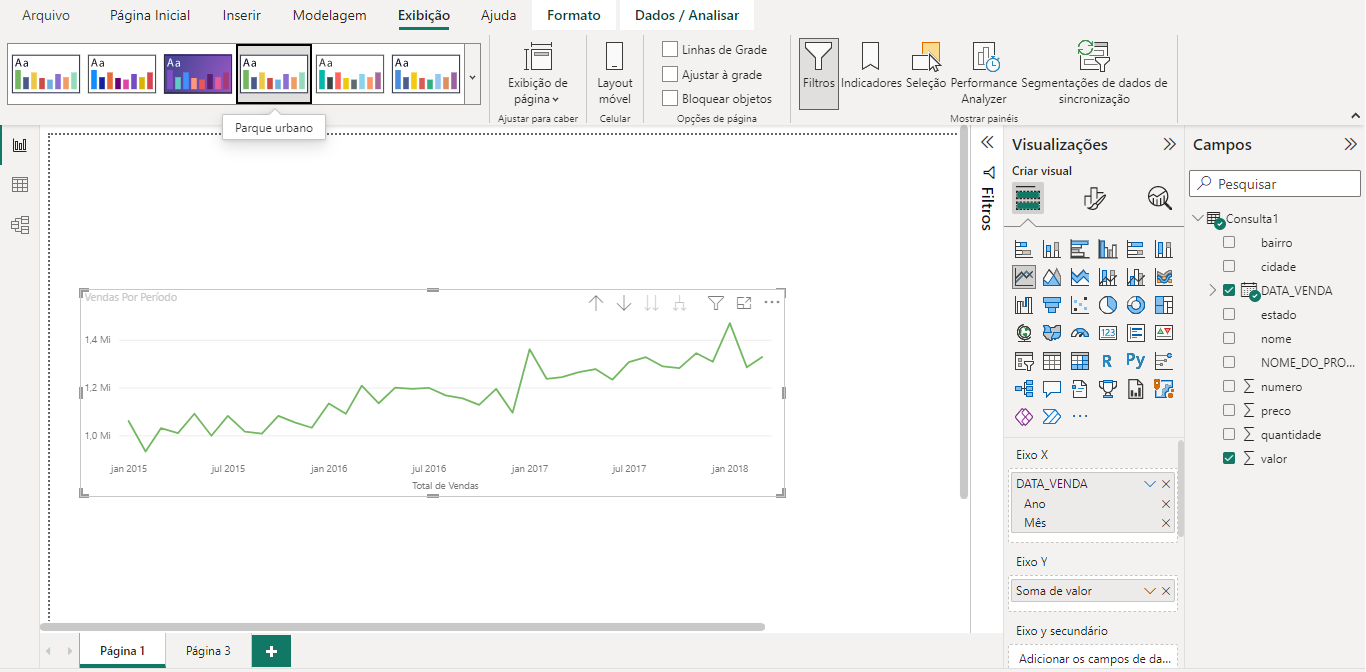 Arquivo Página Inicial Inserir Modelagem Exibição Ajuda Formato Dados / Analisar
Aa Aa Aa Aa Aa Aa
Parque urbano
Exibição de
página
Ajustar para caber
Layout
móvel
Celular
Linhas de Grade
Ajustar à grade
Bloquear objetos
Opções de página
Filtros
Indicadores
Seleção
Performance
Analyzer
Segmentações de dados de
sincronização
Mostrar painéis
Vendas Por Período
1,4 Mi
1,2 Mi
1,0 Mi
jan 2015 jul 2015 jan 2016 jul 2016 jan 2017 jul 2017 jan 2018
Total de Vendas
Filtros
Visualizações
Criar visual
123
R
Py
Eixo X
DATA_VENDA
Ano
Mês
Eixo Y
Soma de valor
Eixo y secundário
Adicionar os campos de da...
Campos
Pesquisar
Consulta1
bairro
cidade
DATA_VENDA
estado
nome
NOME_DO_PRO...
numero
preco
quantidade
valor
Página 1 Página 3